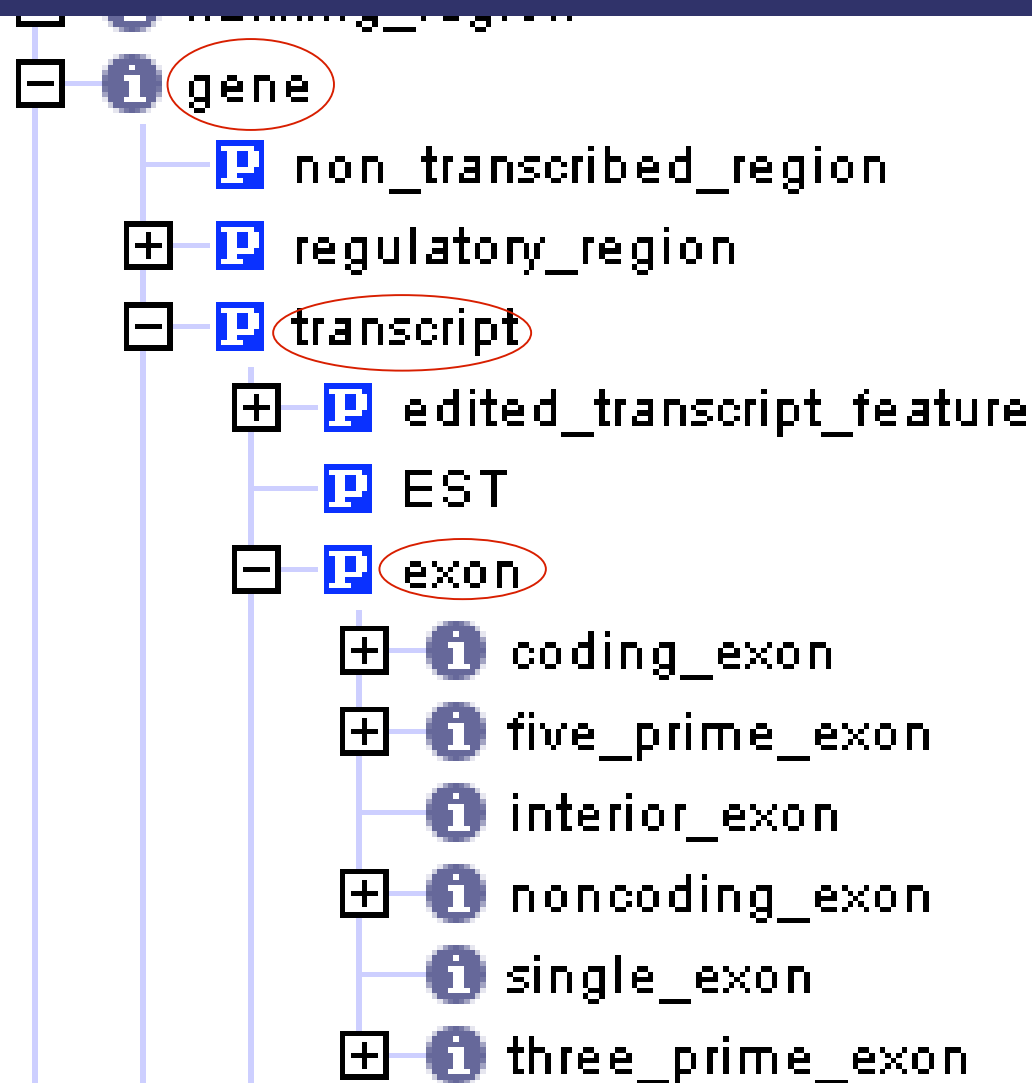 gene
non_transcribed_region
regulatory_region
transcript
edited_transcript_feature
EST
exon
coding_exon
five_prime_exon
interior_exon
noncoding_exon
single_exon
three_prime_exon